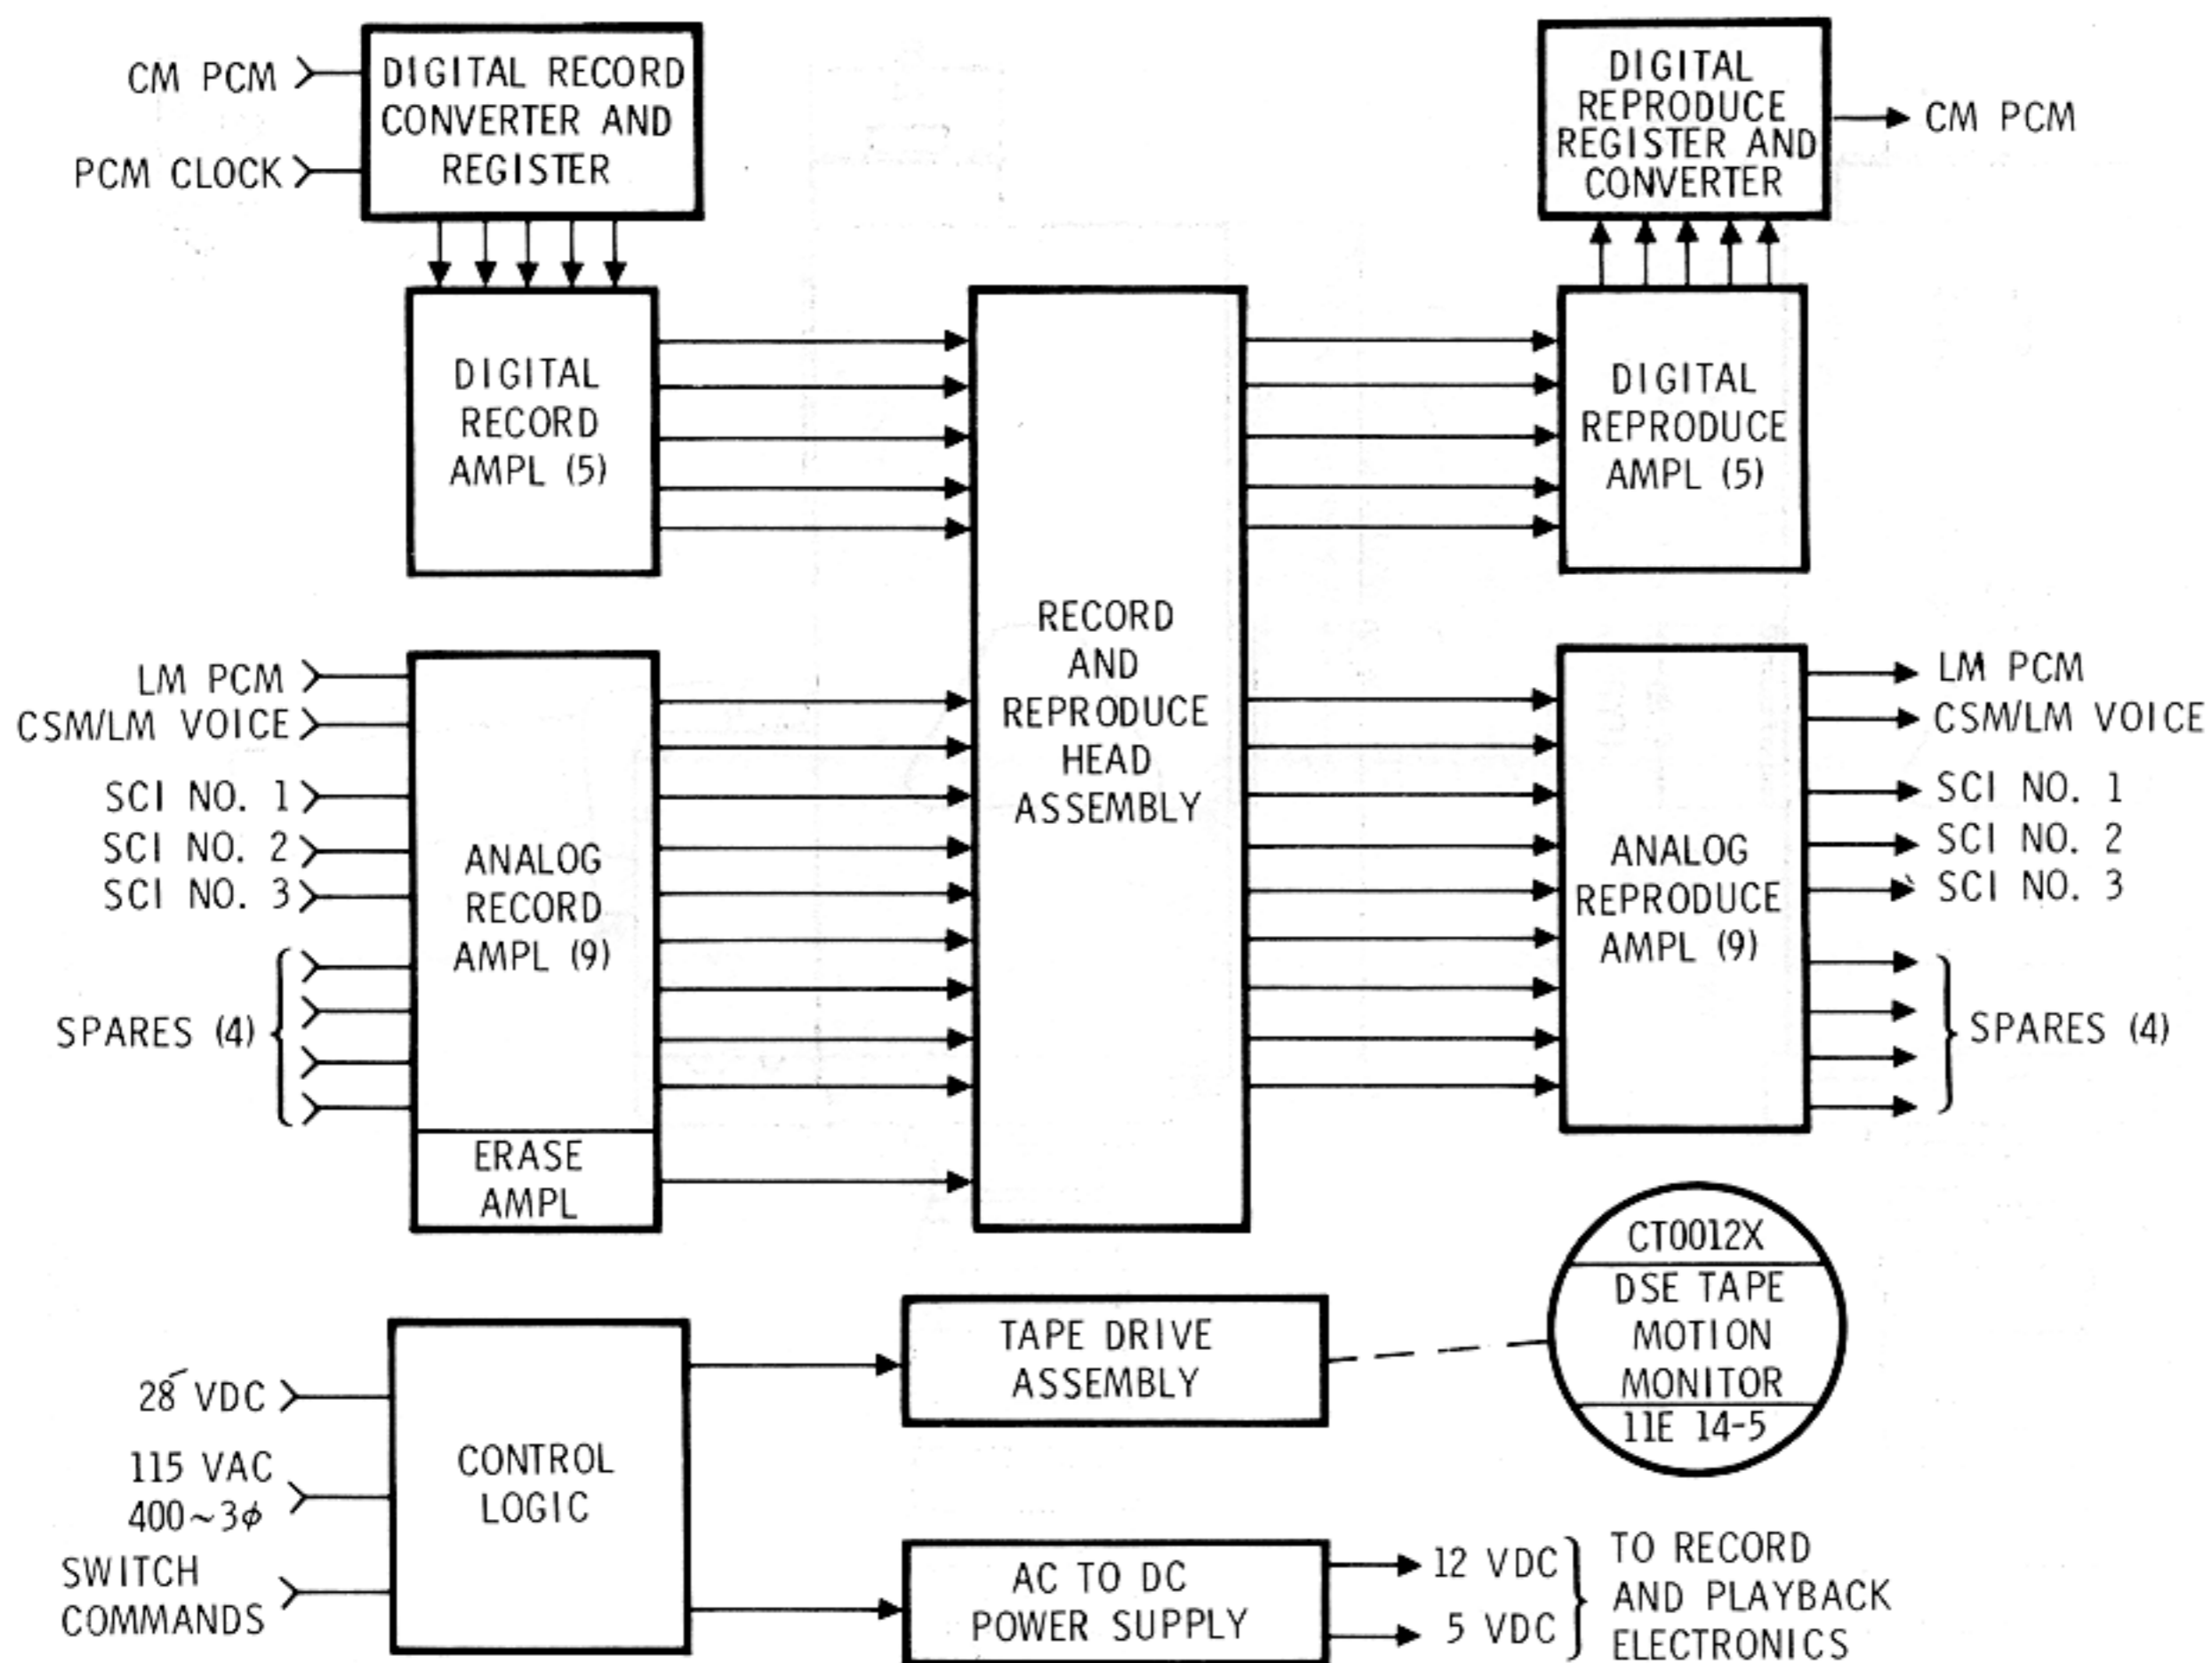 CM PCM
PCM CLOCK
DIGITAL RECORD
CONVERTER AND
REGISTER
DIGITAL
REPRODUCE
REGISTER AND
CONVERTER
CM PCM
DIGITAL
RECORD
AMPL (5)
DIGITAL
REPRODUCE
AMPL (5)
RECORD
AND
REPRODUCE
HEAD
ASSEMBLY
LM PCM
CSM/LM VOICE
SCI NO. 1
SCI NO. 2
SCI NO. 3
SPARES (4)
ANALOG
RECORD
AMPL (9)
ERASE
AMPL
ANALOG
REPRODUCE
AMPL (9)
LM PCM
CSM/LM VOICE
SCI NO. 1
SCI NO. 2
SCI NO. 3
SPARES (4)
CT0012X
DSE TAPE
MOTION
MONITOR
11E 14-5
TAPE DRIVE
ASSEMBLY
28 VDC
115 VAC
400~3ϕ
SWITCH
COMMANDS
CONTROL
LOGIC
AC TO DC
POWER SUPPLY
12 VDC
5 VDC
TO RECORD
AND PLAYBACK
ELECTRONICS